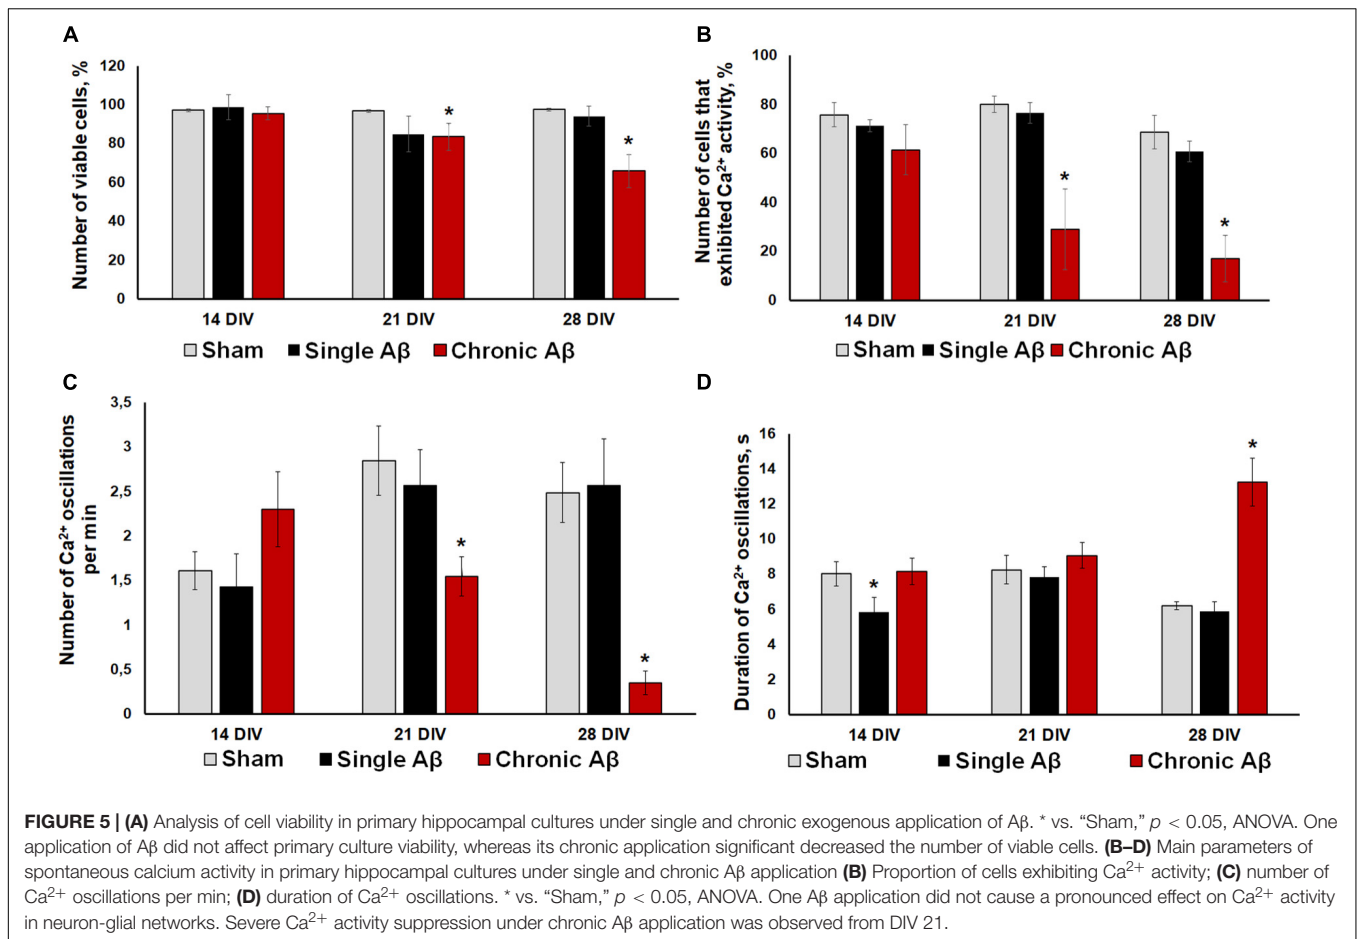 A
Number of viable cells, %
120
100
80
60
40
20
0
*
*
14 DIV
21 DIV
28 DIV
Sham
Single Aβ
Chronic Aβ
B
Number of cells that
exhibited Ca²⁺ activity, %
100
80
60
40
20
0
*
*
14 DIV
21 DIV
28 DIV
Sham
Single Aβ
Chronic Aβ
C
Number of Ca²⁺ oscillations
per min
3,5
3
2,5
2
1,5
1
0,5
0
*
*
14 DIV
21 DIV
28 DIV
Sham
Single Aβ
Chronic Aβ
D
Duration of Ca²⁺ oscillations, s
16
14
12
10
8
6
4
2
0
*
*
14 DIV
21 DIV
28 DIV
Sham
Single Aβ
Chronic Aβ
FIGURE 5 | (A) Analysis of cell viability in primary hippocampal cultures under single and chronic exogenous application of Aβ. * vs. “Sham,” p < 0.05, ANOVA. One
application of Aβ did not affect primary culture viability, whereas its chronic application significant decreased the number of viable cells. (B–D) Main parameters of
spontaneous calcium activity in primary hippocampal cultures under single and chronic Aβ application (B) Proportion of cells exhibiting Ca²⁺ activity; (C) number of
Ca²⁺ oscillations per min; (D) duration of Ca²⁺ oscillations. * vs. “Sham,” p < 0.05, ANOVA. One Aβ application did not cause a pronounced effect on Ca²⁺ activity
in neuron-glial networks. Severe Ca²⁺ activity suppression under chronic Aβ application was observed from DIV 21.